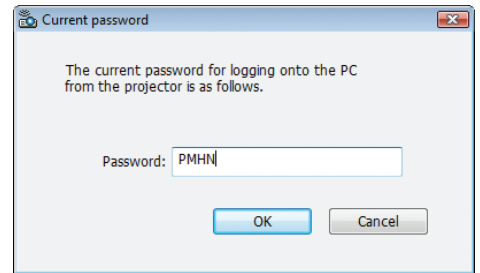 Current password
The current password for logging onto the PC
from the projector is as follows.
Password: PMHN
OK Cancel